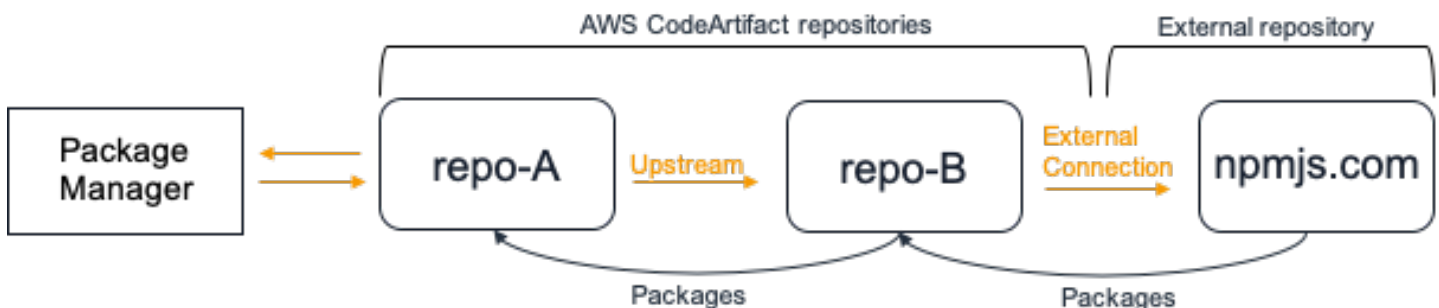 AWS CodeArtifact repositories
External repository
Package
Manager
repo-A
Upstream
repo-B
External
Connection
npmjs.com
Packages
Packages